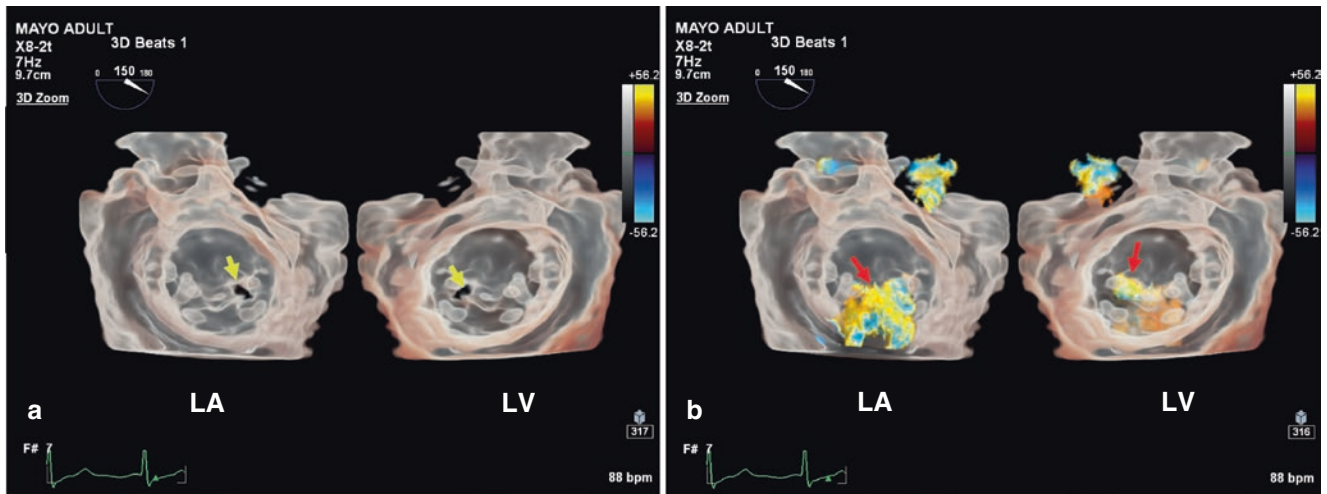 MAYO ADULT
X8-2t
3D Beats 1
7Hz
9.7cm
0 150 180
3D Zoom
+56.2
-56.2
LA
LV
a
317
F# 7
88 bpm
MAYO ADULT
X8-2t
3D Beats 1
7Hz
9.7cm
0 150 180
3D Zoom
+56.2
-56.2
LA
LV
b
316
F# 7
88 bpm